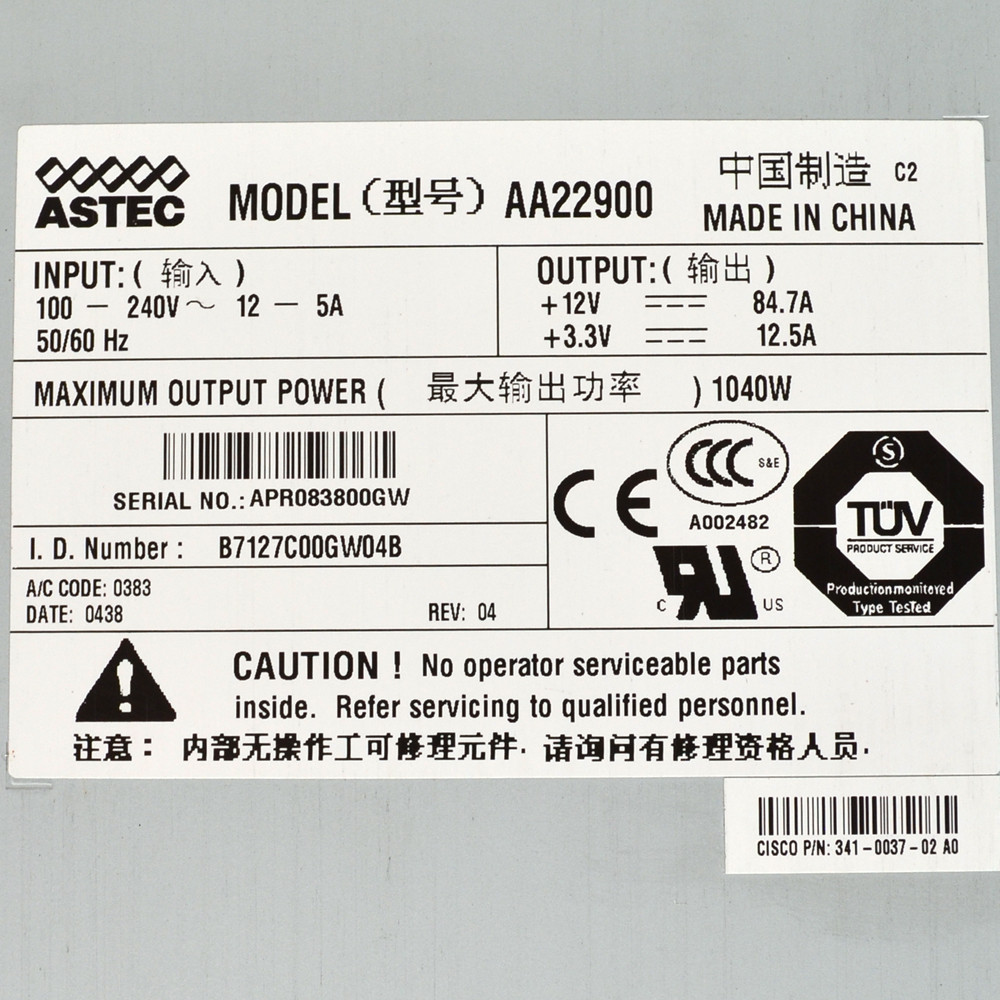 ASTEC
MODEL (型号) AA22900
中国制造 C2
MADE IN CHINA
INPUT: ( 输入 )
100 — 240V ~ 12 — 5A
50/60 Hz
OUTPUT: ( 输出 )
+12V ⎓ 84.7A
+3.3V ⎓ 12.5A
MAXIMUM OUTPUT POWER ( 最大输出功率 ) 1040W
SERIAL NO.: APR083800GW
I. D. Number : B7127C00GW04B
A/C CODE: 0383
DATE: 0438 REV: 04
CE
CCC S&E
A002482
C RU ® US
S
TÜV
PRODUCT SERVICE
Production monitored
Type Tested
CAUTION ! No operator serviceable parts
inside. Refer servicing to qualified personnel.
注意： 内部无操作工可修理元件. 请询问有修理资格人员.
CISCO P/N: 341-0037-02 A0